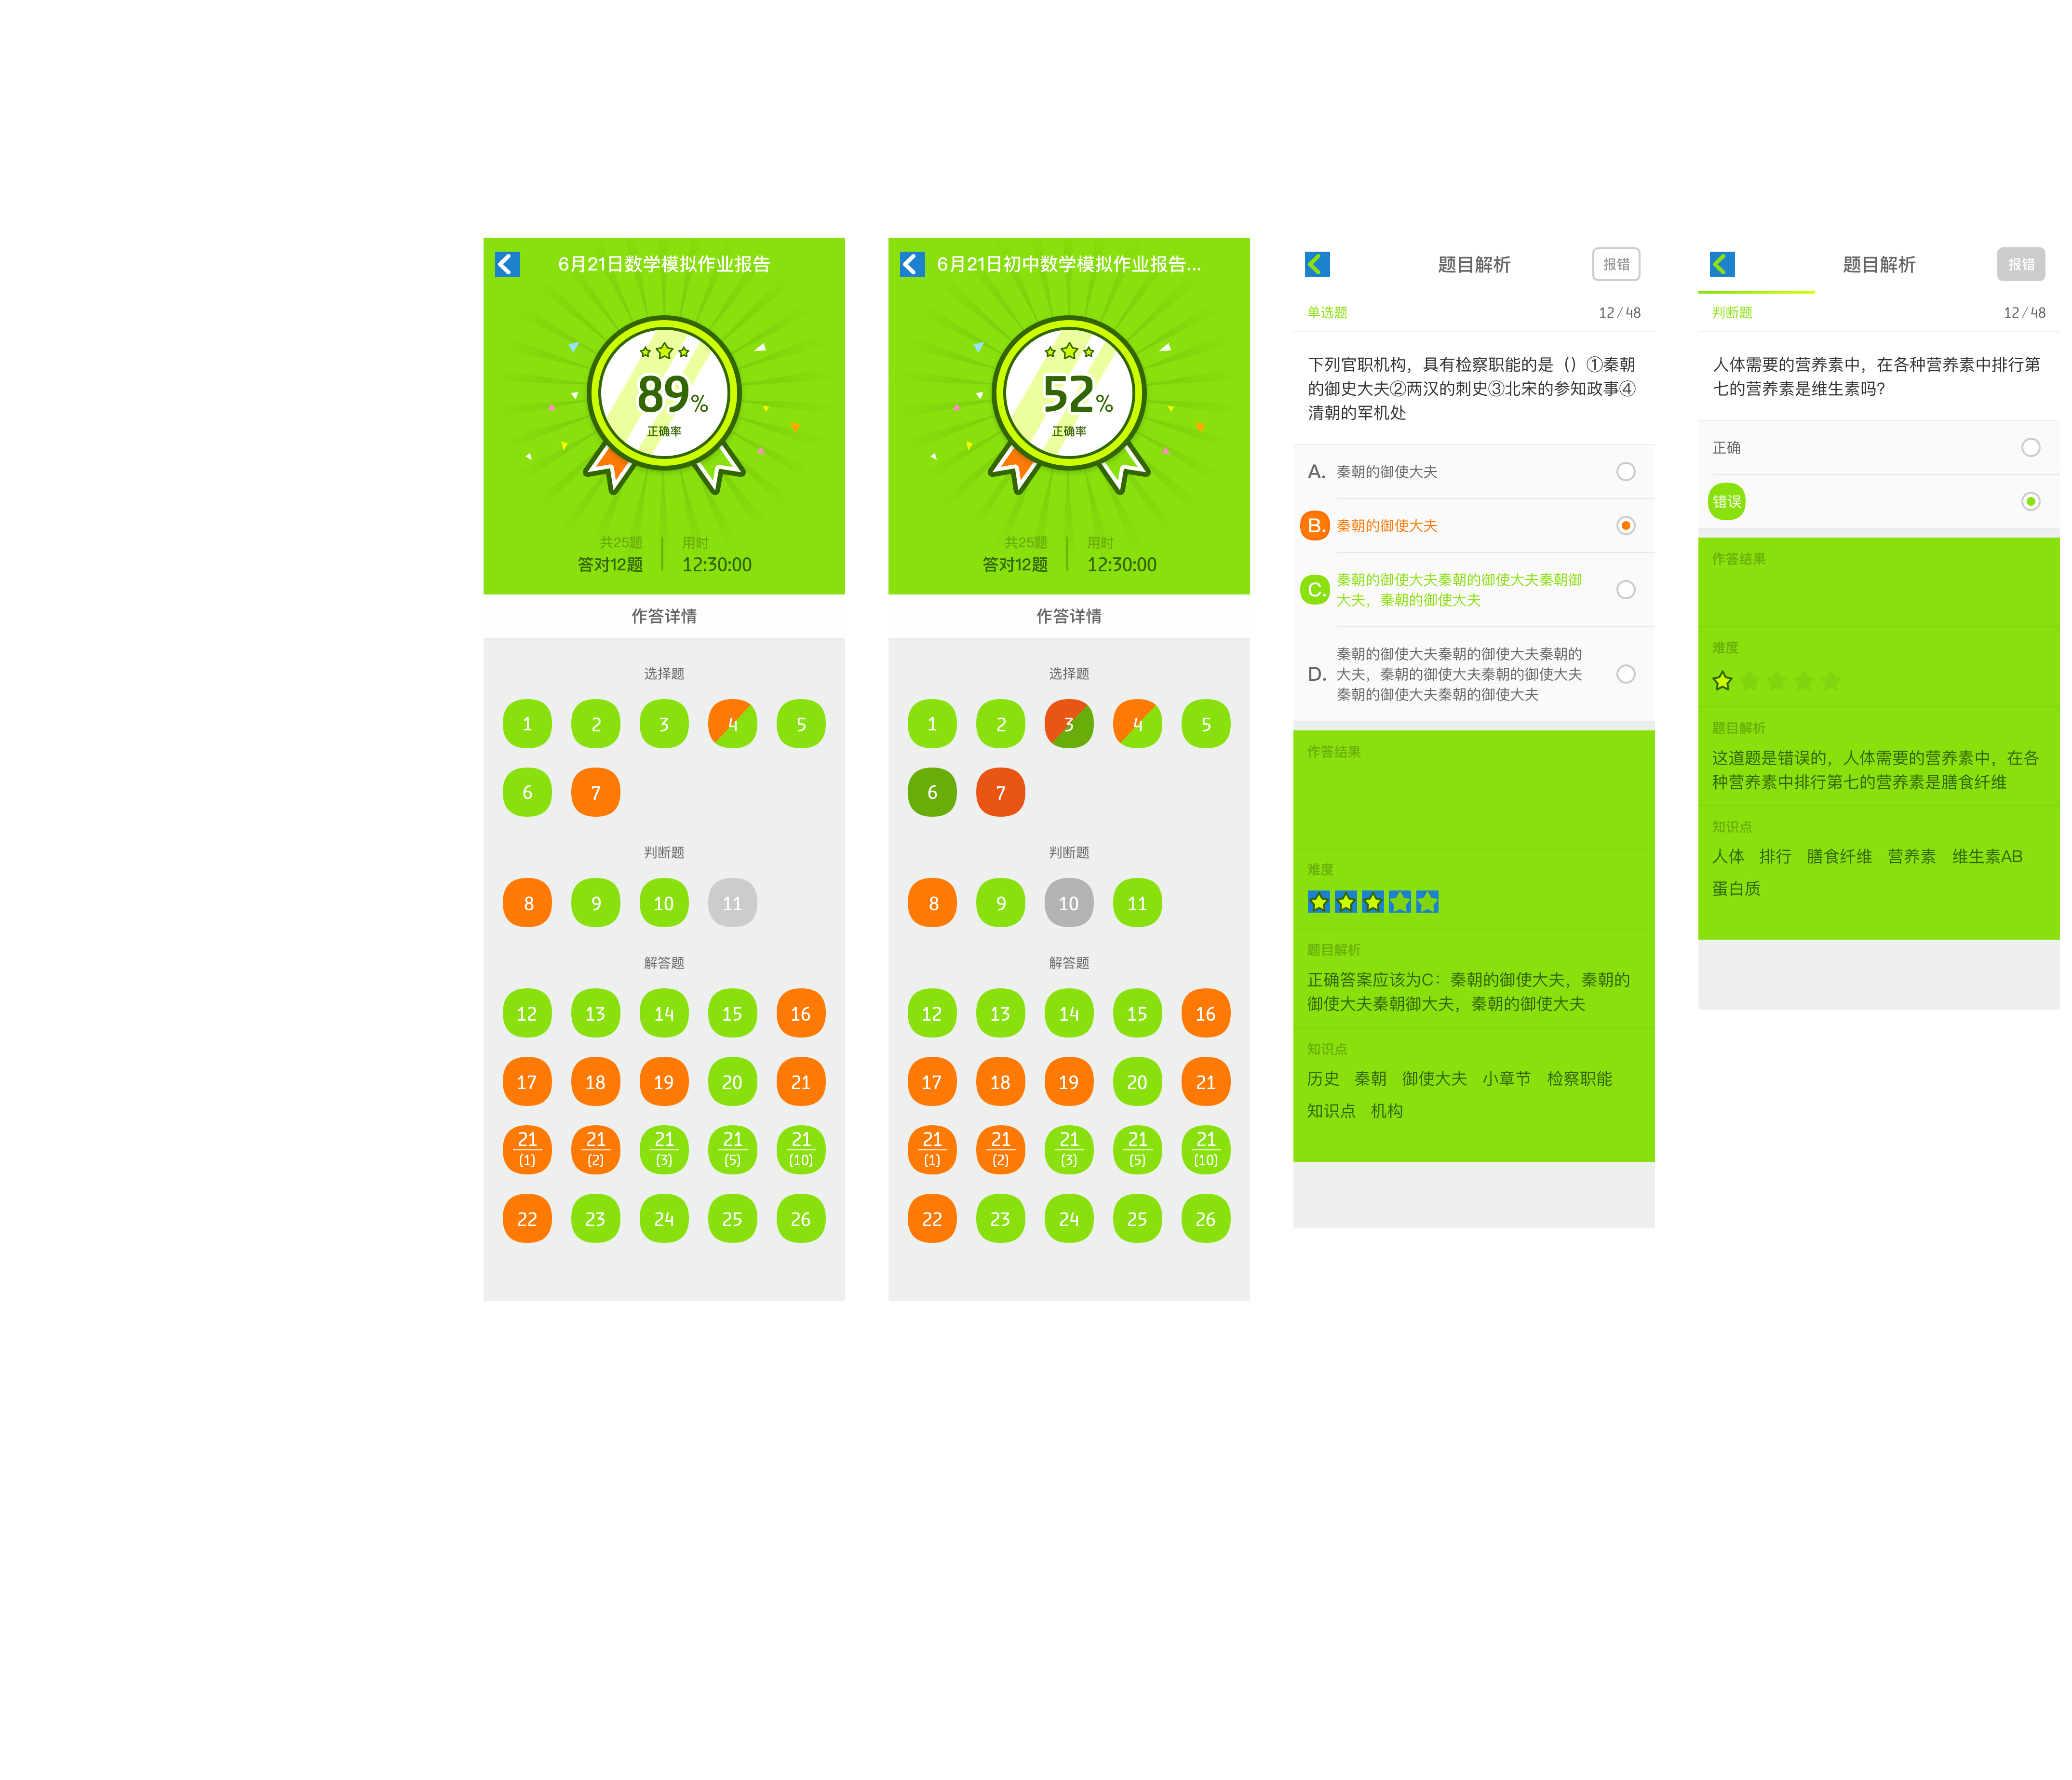 6月21日数学模拟作业报告
89%
正确率
共25题
用时
答对12题
12:30:00
作答详情
选择题
1 2 3 4 5
6 7
判断题
8 9 10 11
解答题
12 13 14 15 16
17 18 19 20 21
21 21 21 21 21
(1) (2) (3) (5) (10)
22 23 24 25 26
6月21日初中数学模拟作业报告...
52%
正确率
共25题
用时
答对12题
12:30:00
作答详情
选择题
1 2 3 4 5
6 7
判断题
8 9 10 11
解答题
12 13 14 15 16
17 18 19 20 21
21 21 21 21 21
(1) (2) (3) (5) (10)
22 23 24 25 26
题目解析
报错
单选题
12/48
下列官职机构，具有检察职能的是（）①秦朝
的御史大夫②两汉的刺史③北宋的参知政事④
清朝的军机处
A. 秦朝的御使大夫
B. 秦朝的御使大夫
C. 秦朝的御使大夫秦朝的御使大夫秦朝御
大夫，秦朝的御使大夫
秦朝的御使大夫秦朝的御使大夫秦朝的
D. 大夫，秦朝的御使大夫秦朝的御使大夫
秦朝的御使大夫秦朝的御使大夫
作答结果
难度
题目解析
正确答案应该为C：秦朝的御使大夫，秦朝的
御使大夫秦朝御大夫，秦朝的御使大夫
知识点
历史 秦朝 御使大夫 小章节 检察职能
知识点 机构
题目解析
报错
判断题
12/48
人体需要的营养素中，在各种营养素中排行第
七的营养素是维生素吗？
正确
错误
作答结果
难度
题目解析
这道题是错误的，人体需要的营养素中，在各
种营养素中排行第七的营养素是膳食纤维
知识点
人体 排行 膳食纤维 营养素 维生素AB
蛋白质